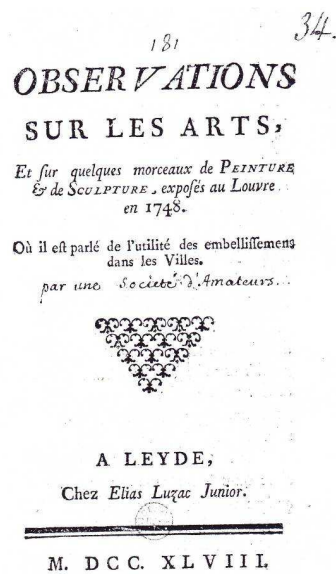 34.
181
OBSERVATIONS
SUR LES ARTS,
Et ſur quelques morceaux de PEINTURE
& de SCULPTURE, expoſés au Louvre
en 1748.
Où il eſt parlé de l'utilité des embelliſſemens
dans les Villes.
par une Societé d'Amateurs.
A LEYDE,
Chez Elias Luzac Junior.
M. DCC. XLVIII.